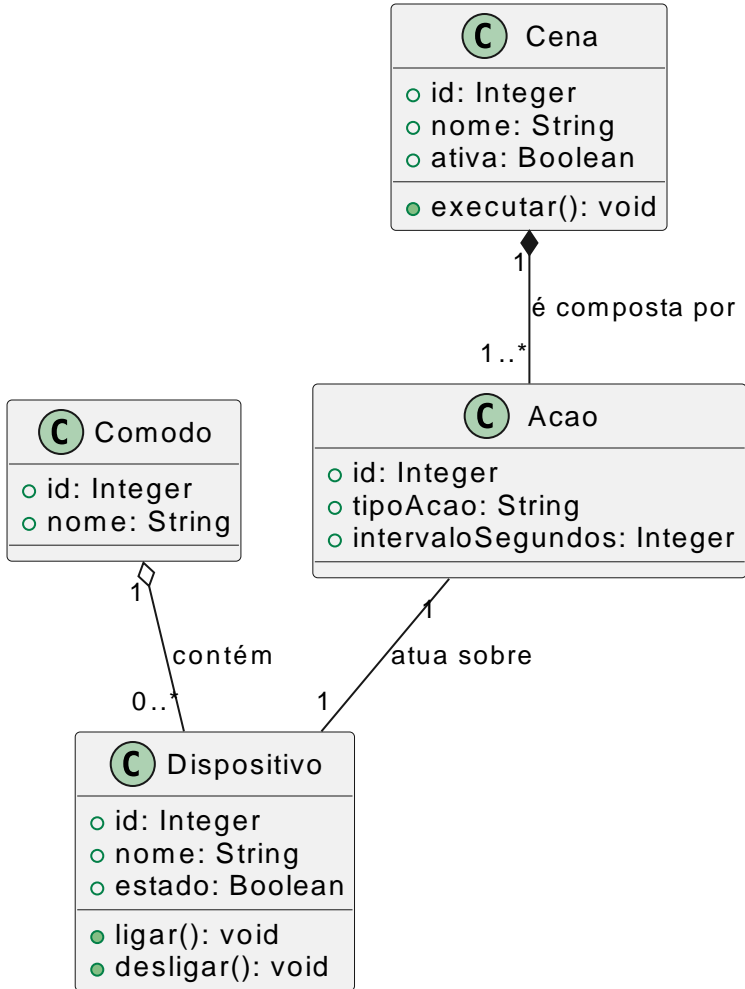 C Cena
id: Integer
nome: String
ativa: Boolean
executar(): void
1
é composta por
1..*
C Comodo
id: Integer
nome: String
C Acao
id: Integer
tipoAcao: String
intervaloSegundos: Integer
1
contém
0..*
1
atua sobre
1
C Dispositivo
id: Integer
nome: String
estado: Boolean
ligar(): void
desligar(): void